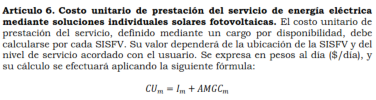 Artículo 6. Costo unitario de prestación del servicio de energía eléctrica
mediante soluciones individuales solares fotovoltaicas. El costo unitario de
prestación del servicio, definido mediante un cargo por disponibilidad, debe
calcularse por cada SISFV. Su valor dependerá de la ubicación de la SISFV y del
nivel de servicio acordado con el usuario. Se expresa en pesos al día ($/día), y
su cálculo se efectuará aplicando la siguiente fórmula:
CUₘ = Iₘ + AMGCₘ